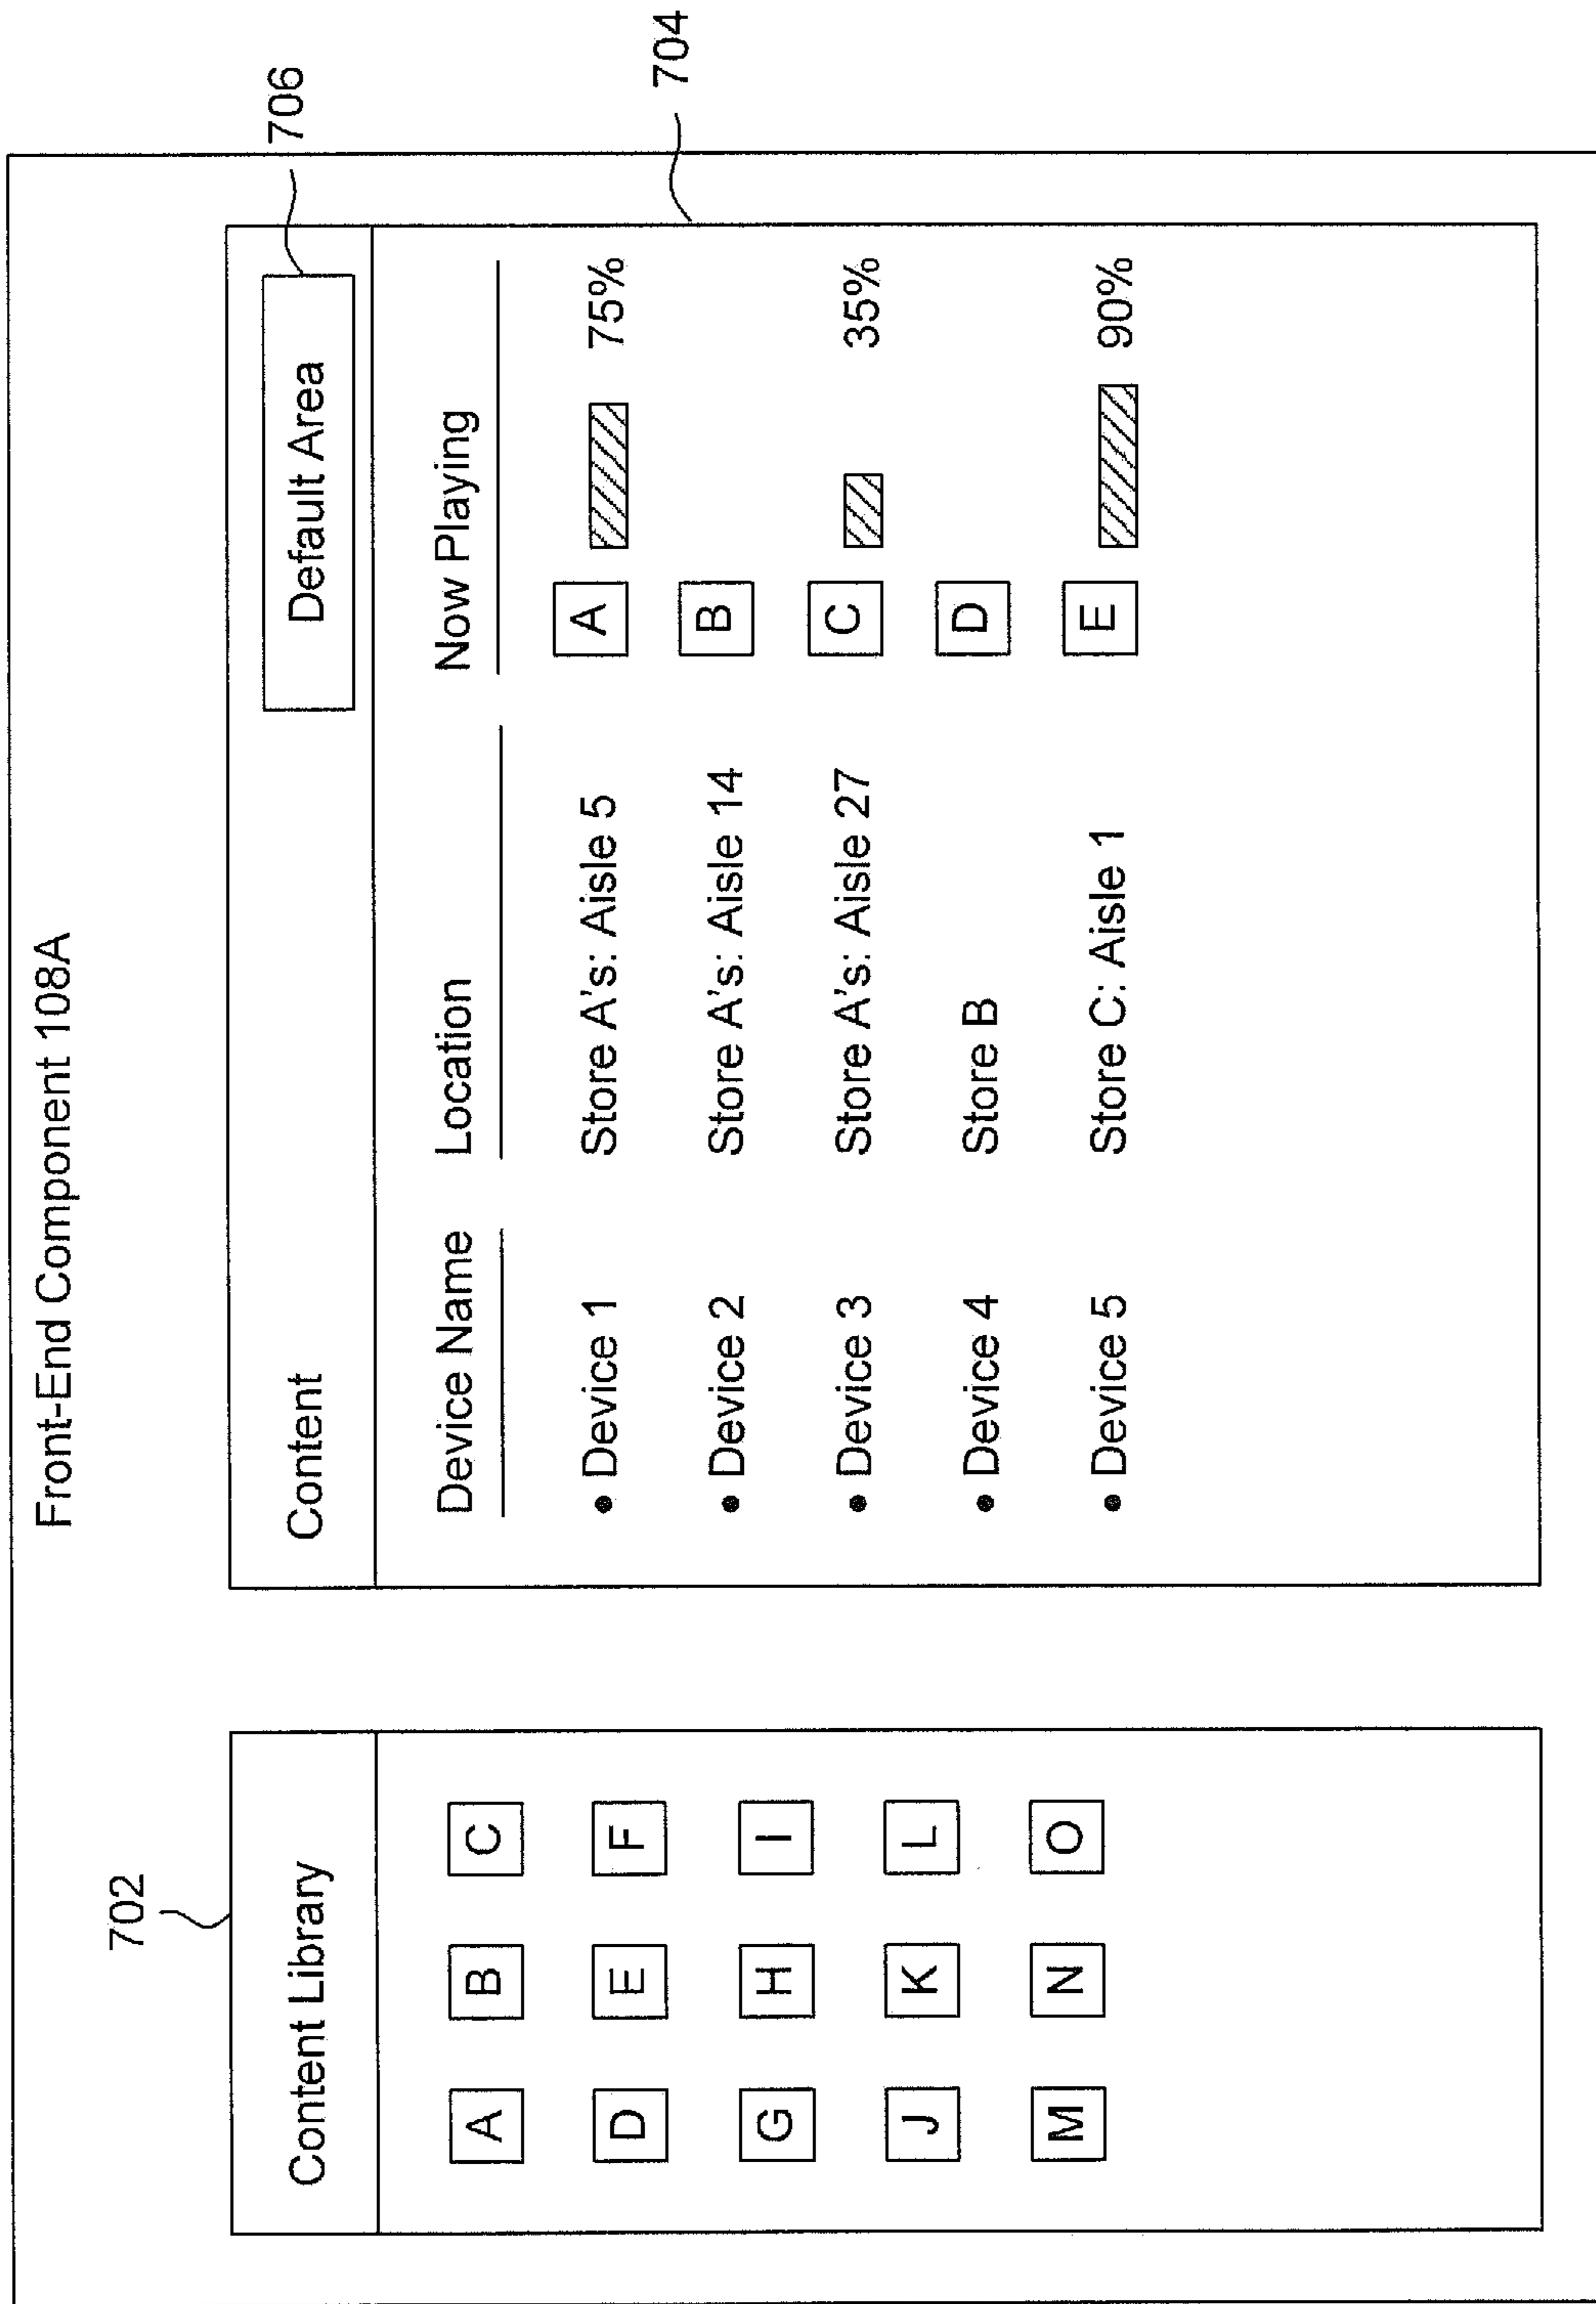 Front-End Component 108A
702
706
704
Content Library
A B C
D E F
G H I
J K L
M N O
Content
Default Area
Device Name Location Now Playing
• Device 1 Store A's: Aisle 5 A 75%
• Device 2 Store A's: Aisle 14 B
• Device 3 Store A's: Aisle 27 C 35%
• Device 4 Store B D
• Device 5 Store C: Aisle 1 E 90%